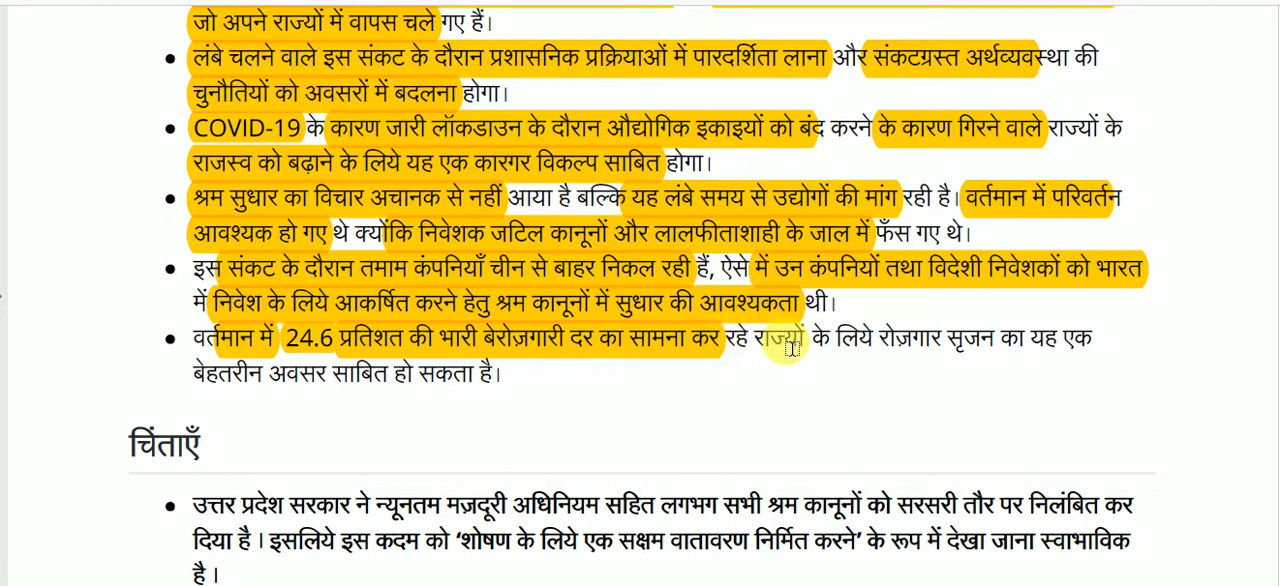 जो अपने राज्यों में वापस चले गए हैं।
लंबे चलने वाले इस संकट के दौरान प्रशासनिक प्रक्रियाओं में पारदर्शिता लाना और संकटग्रस्त अर्थव्यवस्था की
चुनौतियों को अवसरों में बदलना होगा।
COVID-19 के कारण जारी लॉकडाउन के दौरान औद्योगिक इकाइयों को बंद करने के कारण गिरने वाले राज्यों के
राजस्व को बढ़ाने के लिये यह एक कारगर विकल्प साबित होगा।
श्रम सुधार का विचार अचानक से नहीं आया है बल्कि यह लंबे समय से उद्योगों की मांग रही है। वर्तमान में परिवर्तन
आवश्यक हो गए थे क्योंकि निवेशक जटिल कानूनों और लालफीताशाही के जाल में फँस गए थे।
इस संकट के दौरान तमाम कंपनियाँ चीन से बाहर निकल रही हैं, ऐसे में उन कंपनियों तथा विदेशी निवेशकों को भारत
में निवेश के लिये आकर्षित करने हेतु श्रम कानूनों में सुधार की आवश्यकता थी।
वर्तमान में 24.6 प्रतिशत की भारी बेरोज़गारी दर का सामना कर रहे राज्यों के लिये रोज़गार सृजन का यह एक
बेहतरीन अवसर साबित हो सकता है।
चिंताएँ
उत्तर प्रदेश सरकार ने न्यूनतम मज़दूरी अधिनियम सहित लगभग सभी श्रम कानूनों को सरसरी तौर पर निलंबित कर
दिया है । इसलिये इस कदम को ‘शोषण के लिये एक सक्षम वातावरण निर्मित करने’ के रूप में देखा जाना स्वाभाविक
है ।